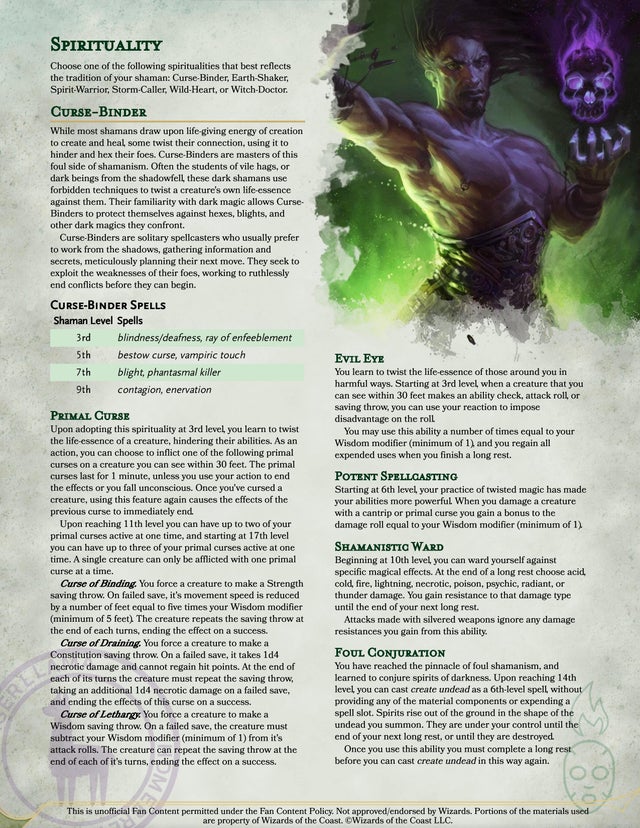 Spirituality
Choose one of the following spiritualities that best reflects
the tradition of your shaman: Curse-Binder, Earth-Shaker,
Spirit-Warrior, Storm-Caller, Wild-Heart, or Witch-Doctor.
Curse-Binder
While most shamans draw upon life-giving energy of creation
to create and heal, some twist their connection, using it to
hinder and hex their foes. Curse-Binders are masters of this
foul side of shamanism. Often the students of vile hags, or
dark beings from the shadowfell, these dark shamans use
forbidden techniques to twist a creature's own life-essence
against them. Their familiarity with dark magic allows Curse-
Binders to protect themselves against hexes, blights, and
other dark magics they confront.
Curse-Binders are solitary spellcasters who usually prefer
to work from the shadows, gathering information and
secrets, meticulously planning their next move. They seek to
exploit the weaknesses of their foes, working to ruthlessly
end conflicts before they can begin.
Curse-Binder Spells
Shaman Level Spells
3rd blindness/deafness, ray of enfeeblement
5th bestow curse, vampiric touch
7th blight, phantasmal killer
9th contagion, enervation
Primal Curse
Upon adopting this spirituality at 3rd level, you learn to twist
the life-essence of a creature, hindering their abilities. As an
action, you can choose to inflict one of the following primal
curses on a creature you can see within 30 feet. The primal
curses last for 1 minute, unless you use your action to end
the effects or you fall unconscious. Once you've cursed a
creature, using this feature again causes the effects of the
previous curse to immediately end.
Upon reaching 11th level you can have up to two of your
primal curses active at one time, and starting at 17th level
you can have up to three of your primal curses active at one
time. A single creature can only be afflicted with one primal
curse at a time.
Curse of Binding. You force a creature to make a Strength
saving throw. On failed save, it's movement speed is reduced
by a number of feet equal to five times your Wisdom modifier
(minimum of 5 feet). The creature repeats the saving throw at
the end of each turns, ending the effect on a success.
Curse of Draining. You force a creature to make a
Constitution saving throw. On a failed save, it takes 1d4
necrotic damage and cannot regain hit points. At the end of
each of its turns the creature must repeat the saving throw,
taking an additional 1d4 necrotic damage on a failed save,
and ending the effects of this curse on a success.
Curse of Lethargy. You force a creature to make a
Wisdom saving throw. On a failed save, the creature must
subtract your Wisdom modifier (minimum of 1) from it's
attack rolls. The creature can repeat the saving throw at the
end of each of it's turns, ending the effect on a success.
Evil Eye
You learn to twist the life-essence of those around you in
harmful ways. Starting at 3rd level, when a creature that you
can see within 30 feet makes an ability check, attack roll, or
saving throw, you can use your reaction to impose
disadvantage on the roll.
You may use this ability a number of times equal to your
Wisdom modifier (minimum of 1), and you regain all
expended uses when you finish a long rest.
Potent Spellcasting
Starting at 6th level, your practice of twisted magic has made
your abilities more powerful. When you damage a creature
with a cantrip or primal curse you gain a bonus to the
damage roll equal to your Wisdom modifier (minimum of 1).
Shamanistic Ward
Beginning at 10th level, you can ward yourself against
specific magical effects. At the end of a long rest choose acid,
cold, fire, lightning, necrotic, poison, psychic, radiant, or
thunder damage. You gain resistance to that damage type
until the end of your next long rest.
Attacks made with silvered weapons ignore any damage
resistances you gain from this ability.
Foul Conjuration
You have reached the pinnacle of foul shamanism, and
learned to conjure spirits of darkness. Upon reaching 14th
level, you can cast create undead as a 6th-level spell, without
providing any of the material components or expending a
spell slot. Spirits rise out of the ground in the shape of the
undead you summon. They are under your control until the
end of your next long rest, or until they are destroyed.
Once you use this ability you must complete a long rest
before you can cast create undead in this way again.
This is unofficial Fan Content permitted under the Fan Content Policy. Not approved/endorsed by Wizards. Portions of the materials used
are property of Wizards of the Coast. ©Wizards of the Coast LLC.